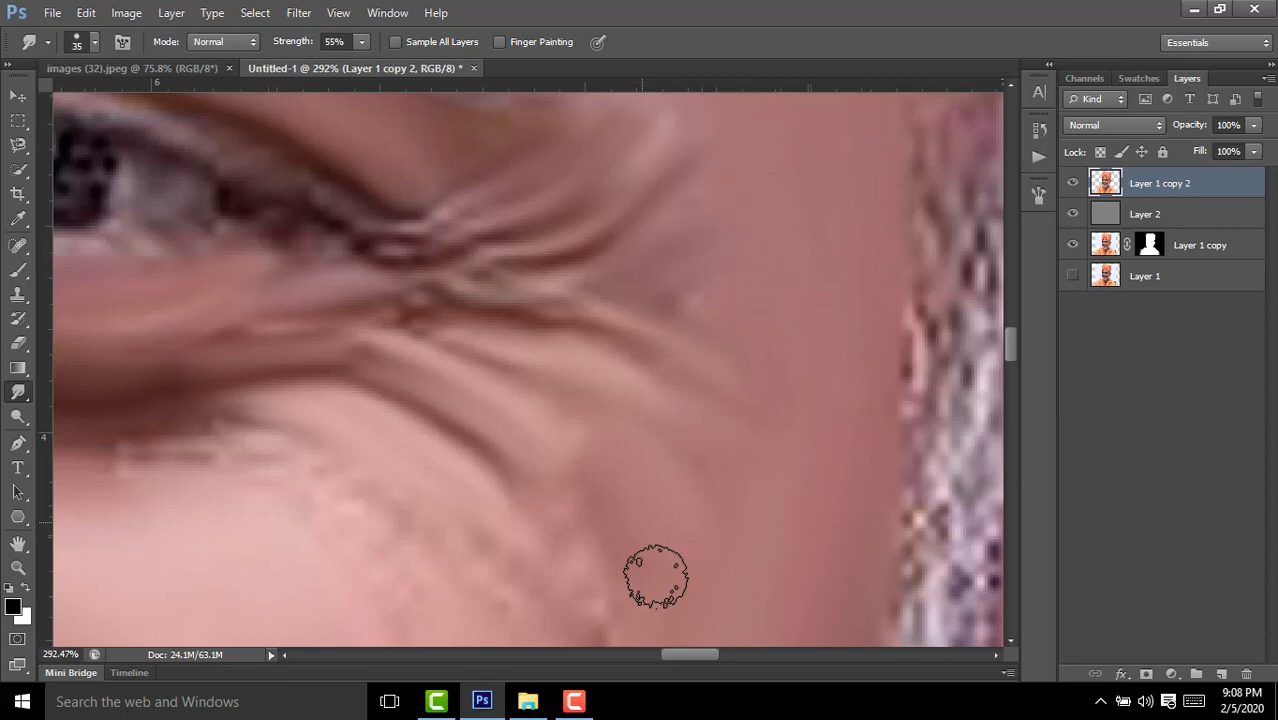 Ps File Edit Image Layer Type Select Filter 3D View Window Help
35 Mode: Normal Strength: 55% Sample All Layers Finger Painting Essentials
images (32).jpeg @ 75.8% (RGB/8*) × Untitled-1 @ 292% (Layer 1 copy 2, RGB/8) * ×
Channels Swatches Layers
6
Kind
Normal Opacity: 100%
Lock: Fill: 100%
Layer 1 copy 2
Layer 2
Layer 1 copy
Layer 1
4
292.47% Doc: 24.1M/63.1M
Mini Bridge Timeline
Search the web and Windows
9:08 PM
2/5/2020